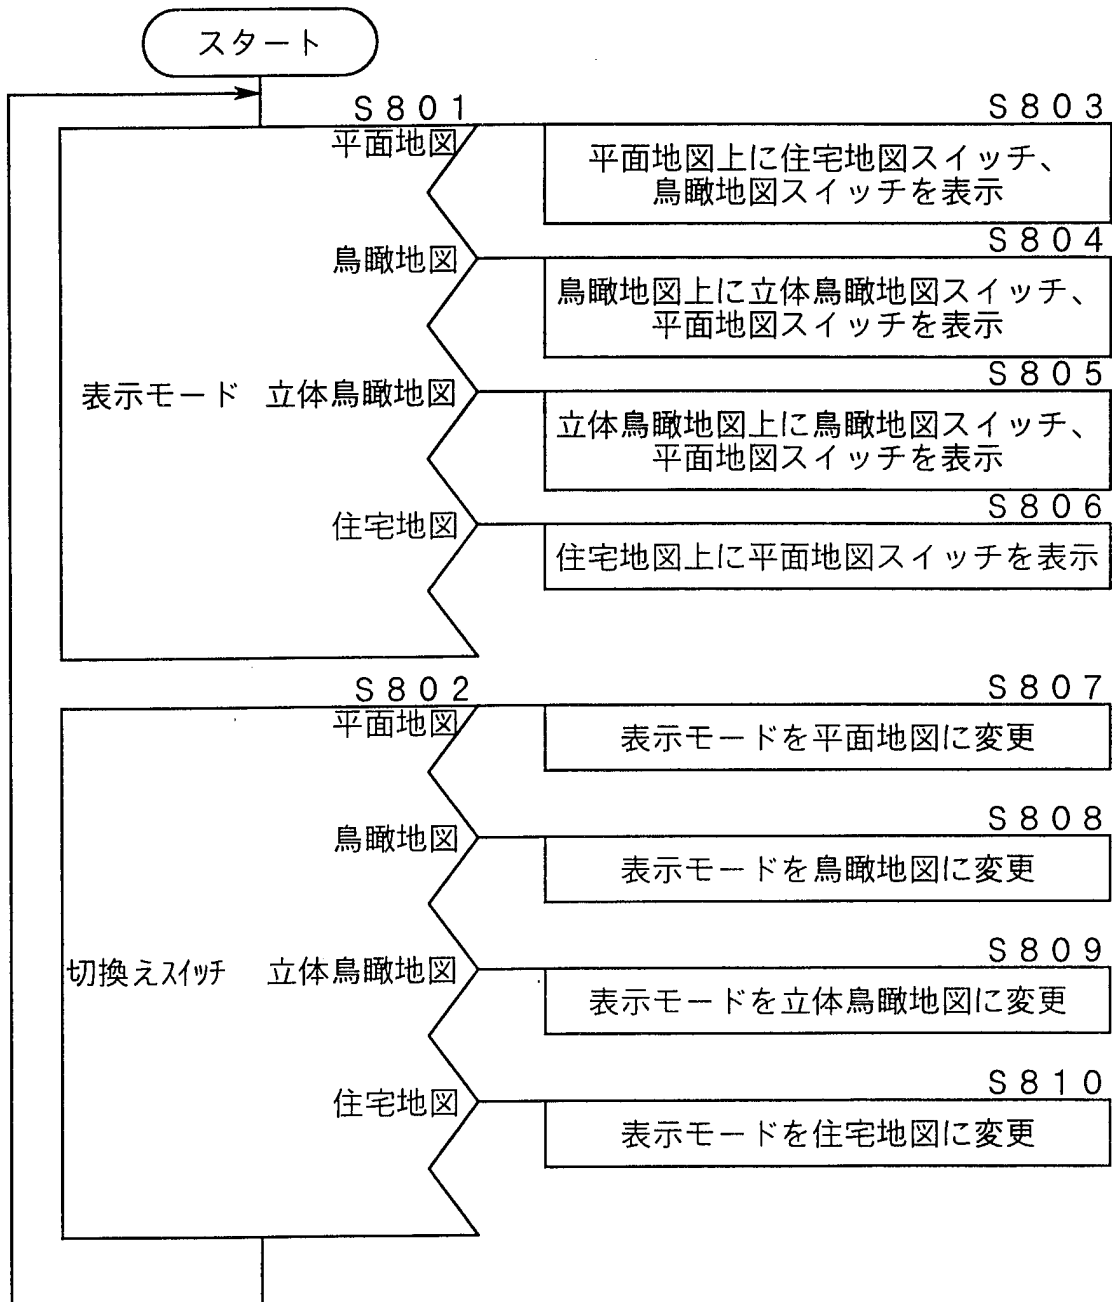 スタート
S801
平面地図
S803
平面地図上に住宅地図スイッチ、
鳥瞰地図スイッチを表示
鳥瞰地図
S804
鳥瞰地図上に立体鳥瞰地図スイッチ、
平面地図スイッチを表示
表示モード 立体鳥瞰地図
S805
立体鳥瞰地図上に鳥瞰地図スイッチ、
平面地図スイッチを表示
住宅地図
S806
住宅地図上に平面地図スイッチを表示
S802
平面地図
S807
表示モードを平面地図に変更
鳥瞰地図
S808
表示モードを鳥瞰地図に変更
切換えスイッチ 立体鳥瞰地図
S809
表示モードを立体鳥瞰地図に変更
住宅地図
S810
表示モードを住宅地図に変更